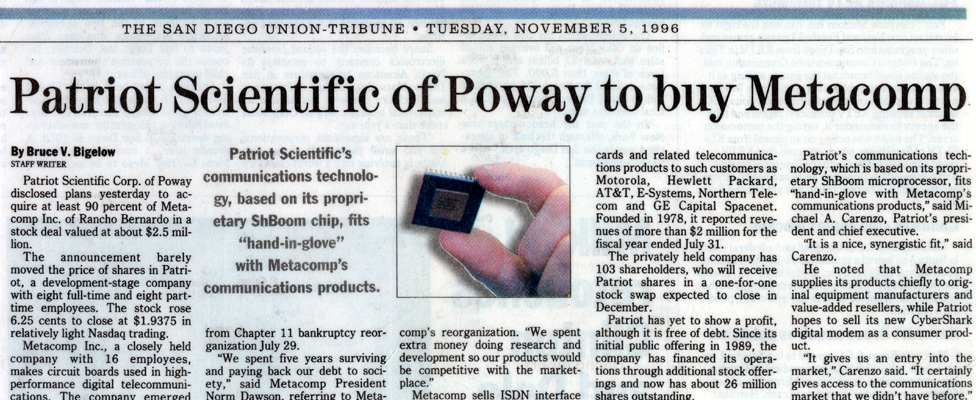 THE SAN DIEGO UNION-TRIBUNE • TUESDAY, NOVEMBER 5, 1996
Patriot Scientific of Poway to buy Metacomp
By Bruce V. Bigelow
STAFF WRITER
Patriot Scientific Corp. of Poway
disclosed plans yesterday to ac-
quire at least 90 percent of Meta-
comp Inc. of Rancho Bernardo in a
stock deal valued at about $2.5 mil-
lion.
The announcement barely
moved the price of shares in Patri-
ot, a development-stage company
with eight full-time and eight part-
time employees. The stock rose
6.25 cents to close at $1.9375 in
relatively light Nasdaq trading.
Metacomp Inc., a closely held
company with 16 employees,
makes circuit boards used in high-
performance digital telecommuni-
cations. The company emerged
Patriot Scientific's
communications technolo-
gy, based on its propri-
etary ShBoom chip, fits
“hand-in-glove”
with Metacomp's
communications products.
from Chapter 11 bankruptcy reor-
ganization July 29.
“We spent five years surviving
and paying back our debt to soci-
ety,” said Metacomp President
Norm Dawson, referring to Meta-
comp's reorganization. “We spent
extra money doing research and
development so our products would
be competitive with the market-
place.”
Metacomp sells ISDN interface
cards and related telecommunica-
tions products to such customers as
Motorola, Hewlett Packard,
AT&T, E-Systems, Northern Tele-
com and GE Capital Spacenet.
Founded in 1978, it reported reve-
nues of more than $2 million for the
fiscal year ended July 31.
The privately held company has
103 shareholders, who will receive
Patriot shares in a one-for-one
stock swap expected to close in
December.
Patriot has yet to show a profit,
although it is free of debt. Since its
initial public offering in 1989, the
company has financed its opera-
tions through additional stock offer-
ings and now has about 26 million
shares outstanding.
Patriot's communications tech-
nology, which is based on its propri-
etary ShBoom microprocessor, fits
“hand-in-glove with Metacomp's
communications products,” said Mi-
chael A. Carenzo, Patriot's presi-
dent and chief executive.
“It is a nice, synergistic fit,” said
Carenzo.
He noted that Metacomp
supplies its products chiefly to orig-
inal equipment manufacturers and
value-added resellers, while Patriot
hopes to sell its new CyberShark
digital modem as a consumer prod-
uct.
“It gives us an entry into the
market,” Carenzo said. “It certainly
gives access to the communications
market that we didn't have before.”